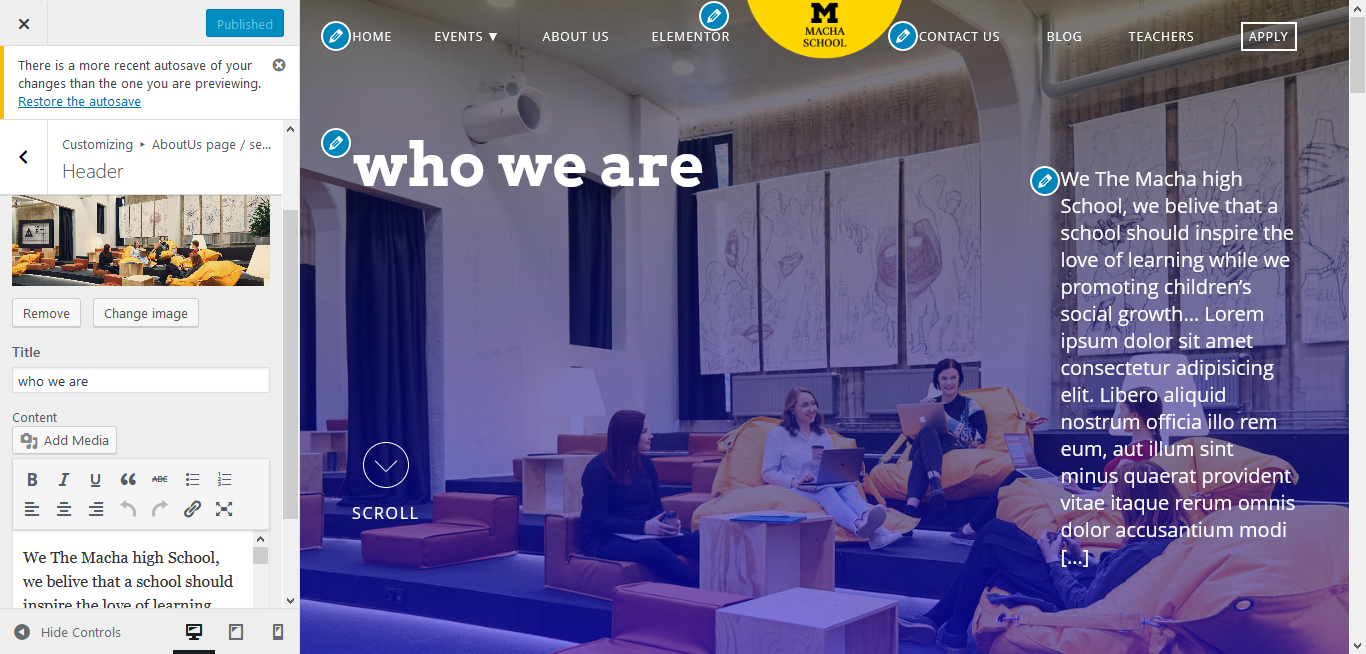 Published
There is a more recent autosave of your
changes than the one you are previewing.
Restore the autosave
Customizing ▸ AboutUs page / se...
Header
Remove
Change image
Title
who we are
Content
Add Media
B I U ABC
We The Macha high School,
we belive that a school should
inspire the love of learning
Hide Controls
HOME
EVENTS ▼
ABOUT US
ELEMENTOR
M
MACHA
SCHOOL
CONTACT US
BLOG
TEACHERS
APPLY
who we are
We The Macha high
School, we belive that a
school should inspire the
love of learning while we
promoting children’s
social growth… Lorem
ipsum dolor sit amet
consectetur adipisicing
elit. Libero aliquid
nostrum officia illo rem
eum, aut illum sint
minus quaerat provident
vitae itaque rerum omnis
dolor accusantium modi
[…]
SCROLL